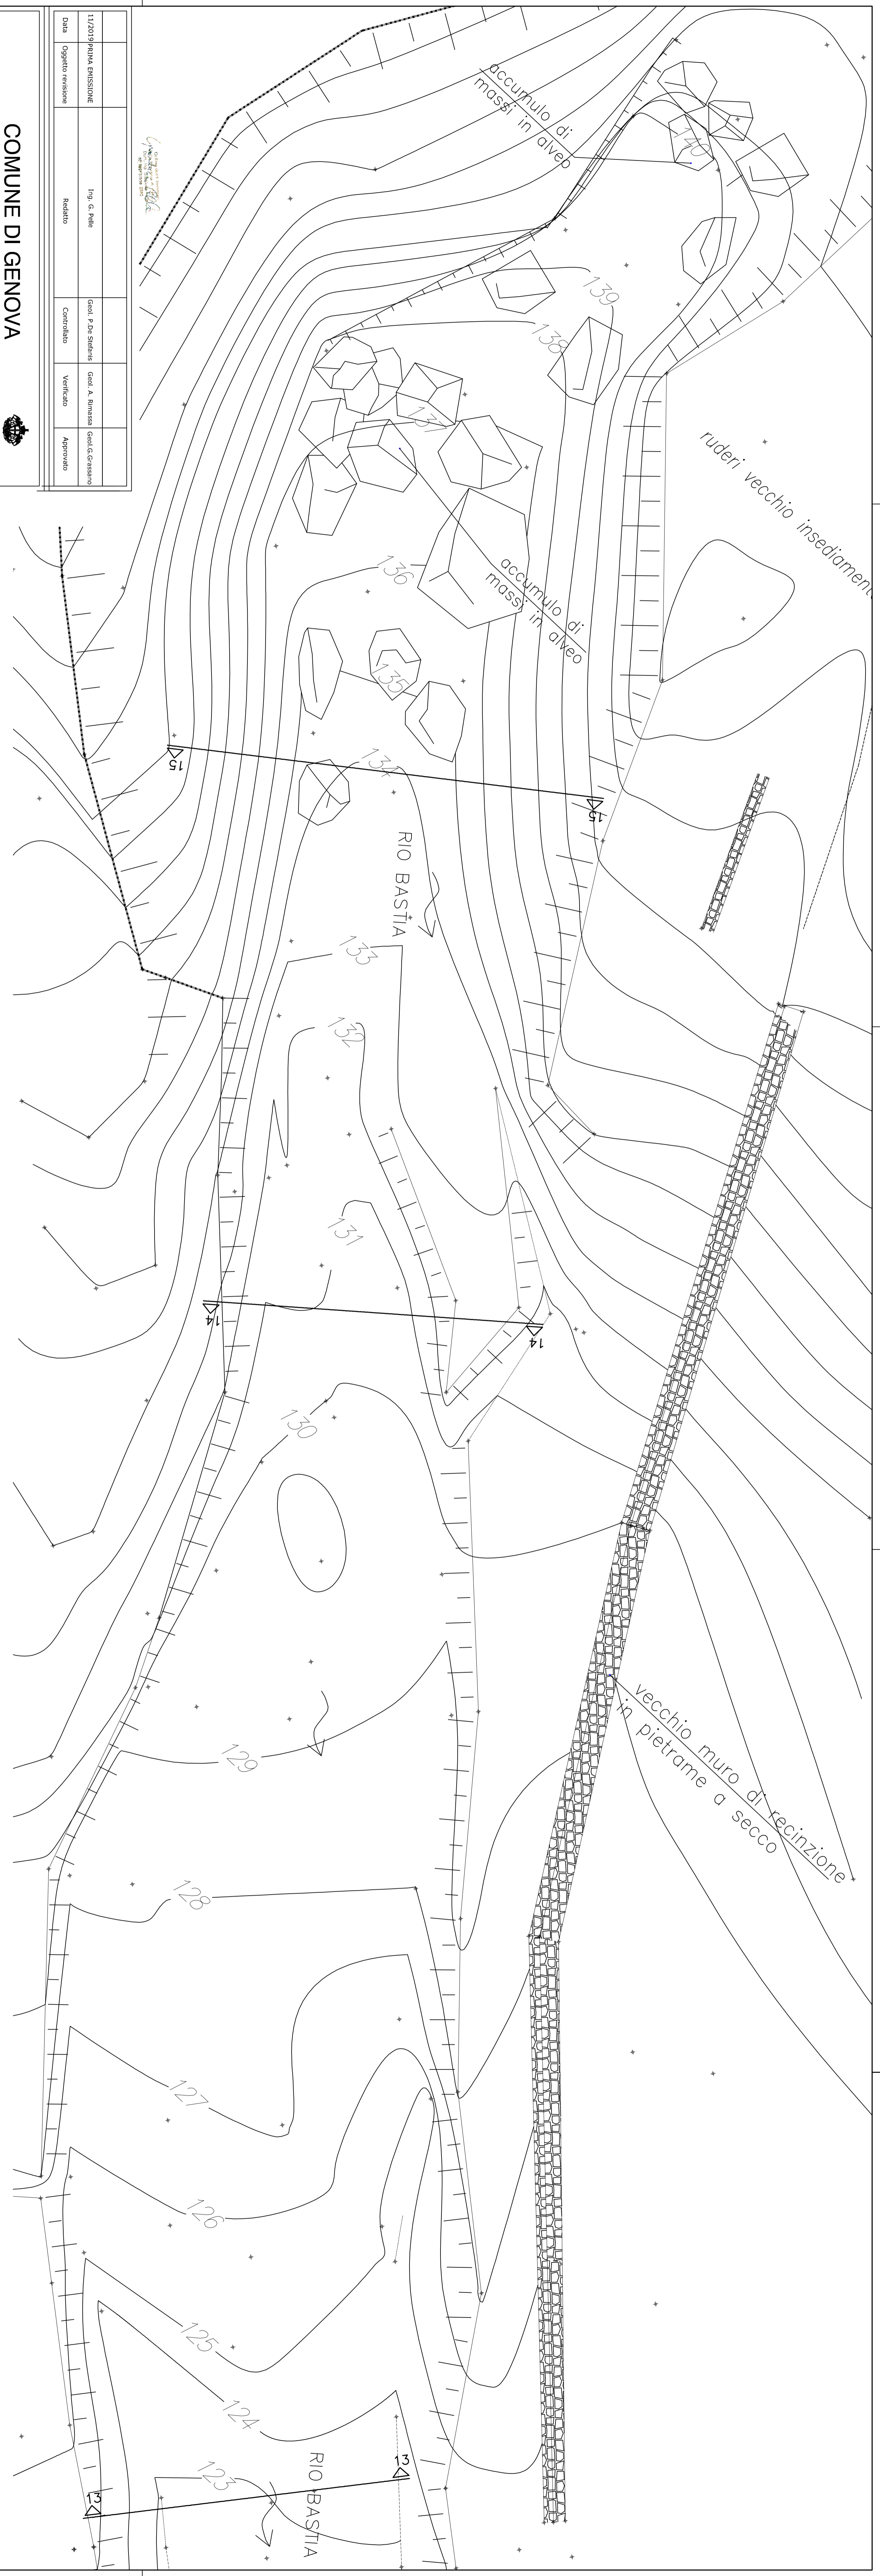 11/2019
PRIMA EMISSIONE
Ing. G. Pelle
Geol. P.De Stefanis
Geol. A. Rimassa
Geol.G.Grassano
Data
Oggetto revisione
Redatto
Controllato
Verificato
Approvato
COMUNE DI GENOVA
accumulo di
massi in alveo
140
139
138
137
ruderi vecchio insediament
136
accumulo di
massi in alveo
135
134
15
15
RIO BASTIA
133
132
131
14
14
130
129
vecchio muro di recinzione
in pietrame a secco
128
127
126
125
124
123
13
13
RIO BASTIA